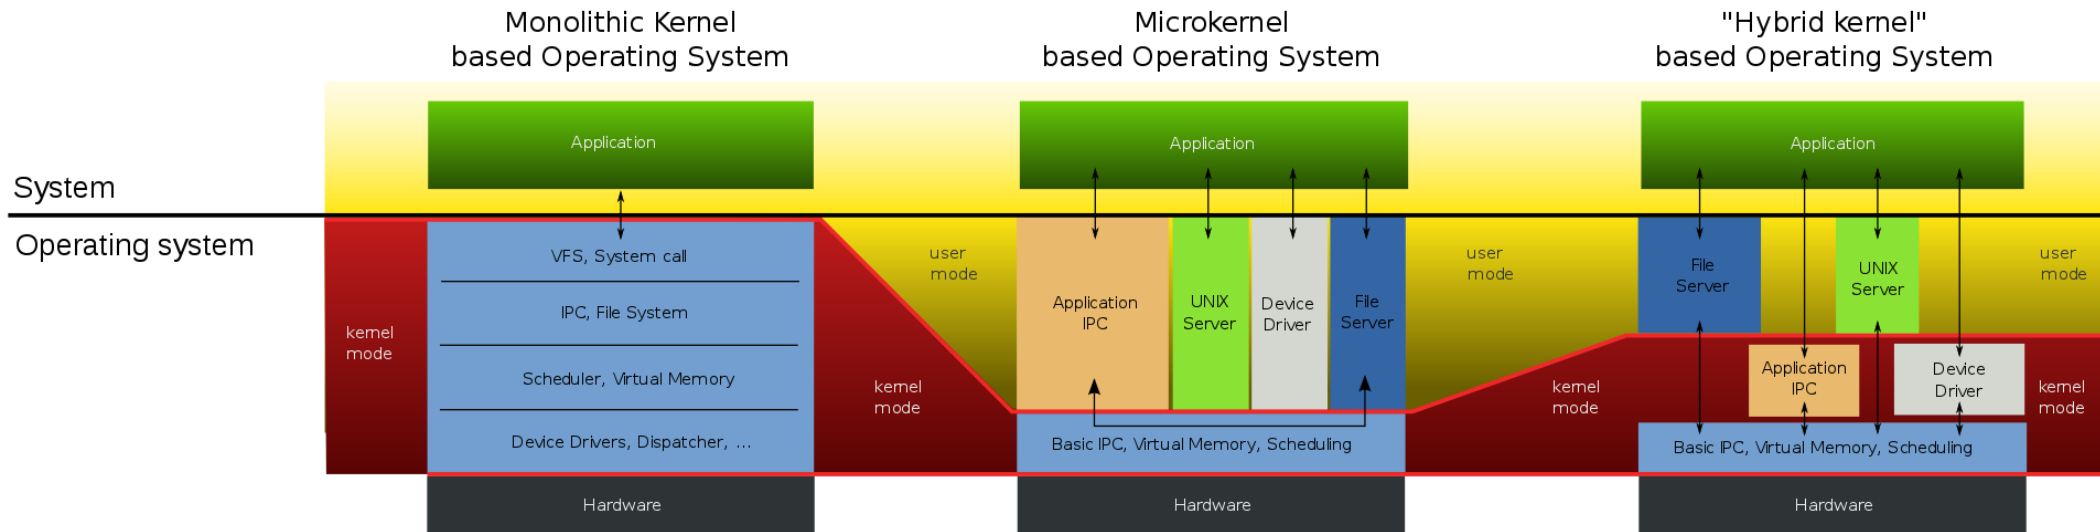 Monolithic Kernel
based Operating System
Microkernel
based Operating System
"Hybrid kernel"
based Operating System
System
Operating system
Application
VFS, System call
IPC, File System
Scheduler, Virtual Memory
Device Drivers, Dispatcher, ...
Hardware
kernel
mode
kernel
mode
user
mode
Application
Application
IPC
UNIX
Server
Device
Driver
File
Server
Basic IPC, Virtual Memory, Scheduling
Hardware
user
mode
kernel
mode
Application
File
Server
UNIX
Server
Application
IPC
Device
Driver
Basic IPC, Virtual Memory, Scheduling
Hardware
user
mode
kernel
mode